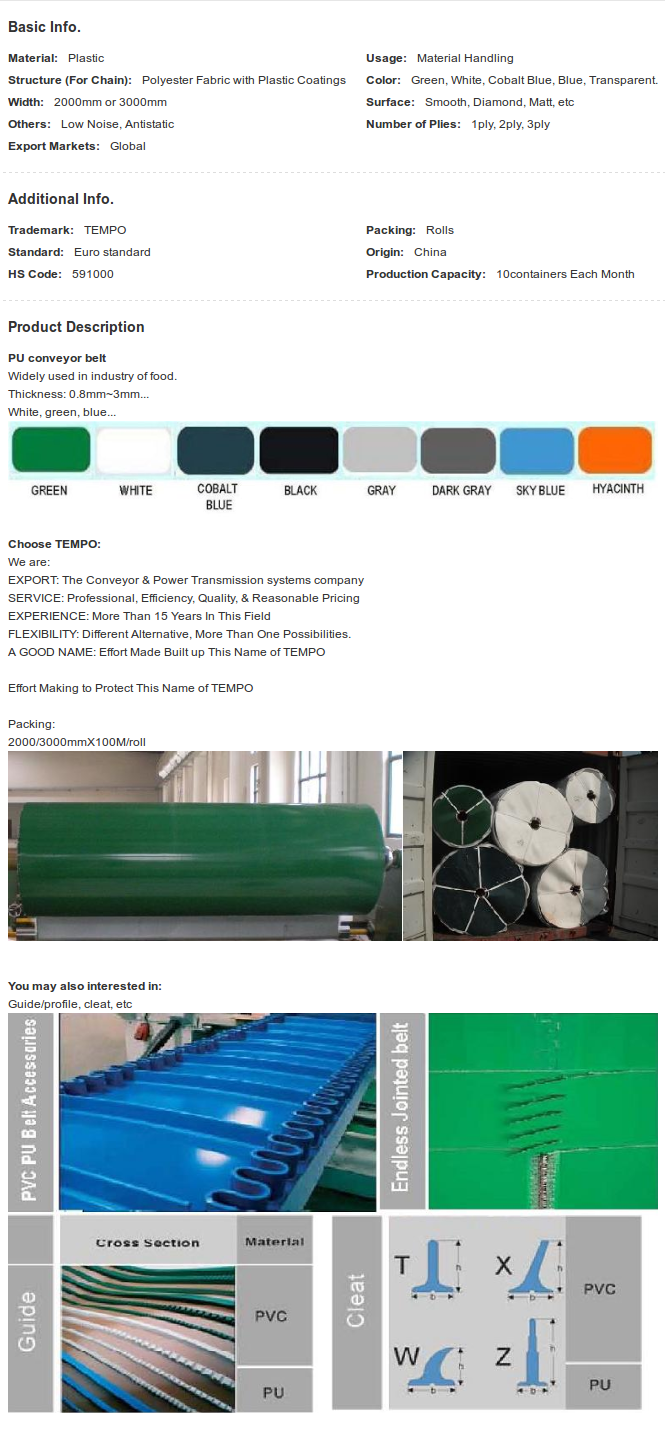 Basic Info.
Material: Plastic
Usage: Material Handling
Structure (For Chain): Polyester Fabric with Plastic Coatings
Color: Green, White, Cobalt Blue, Blue, Transparent.
Width: 2000mm or 3000mm
Surface: Smooth, Diamond, Matt, etc
Others: Low Noise, Antistatic
Number of Plies: 1ply, 2ply, 3ply
Export Markets: Global
Additional Info.
Trademark: TEMPO
Packing: Rolls
Standard: Euro standard
Origin: China
HS Code: 591000
Production Capacity: 10containers Each Month
Product Description
PU conveyor belt
Widely used in industry of food.
Thickness: 0.8mm~3mm...
White, green, blue...
GREEN
WHITE
COBALT
BLUE
BLACK
GRAY
DARK GRAY
SKY BLUE
HYACINTH
Choose TEMPO:
We are:
EXPORT: The Conveyor & Power Transmission systems company
SERVICE: Professional, Efficiency, Quality, & Reasonable Pricing
EXPERIENCE: More Than 15 Years In This Field
FLEXIBILITY: Different Alternative, More Than One Possibilities.
A GOOD NAME: Effort Made Built up This Name of TEMPO
Effort Making to Protect This Name of TEMPO
Packing:
2000/3000mmX100M/roll
You may also interested in:
Guide/profile, cleat, etc
PVC PU Belt Accessories
Endless Jointed belt
Guide
Cross Section
Material
PVC
PU
Cleat
T
h
b
X
h
b
W
h
b
Z
h
b
PVC
PU